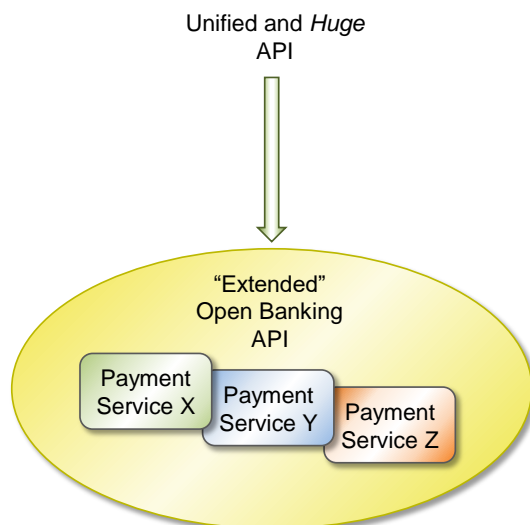 Unified and Huge
API
“Extended”
Open Banking
API
Payment
Service X
Payment
Service Y
Payment
Service Z